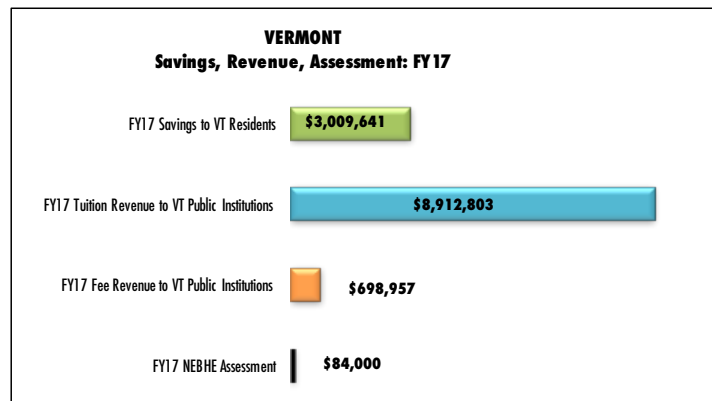 VERMONT
Savings, Revenue, Assessment: FY17
FY17 Savings to VT Residents
$3,009,641
FY17 Tuition Revenue to VT Public Institutions
$8,912,803
FY17 Fee Revenue to VT Public Institutions
$698,957
FY17 NEBHE Assessment
$84,000